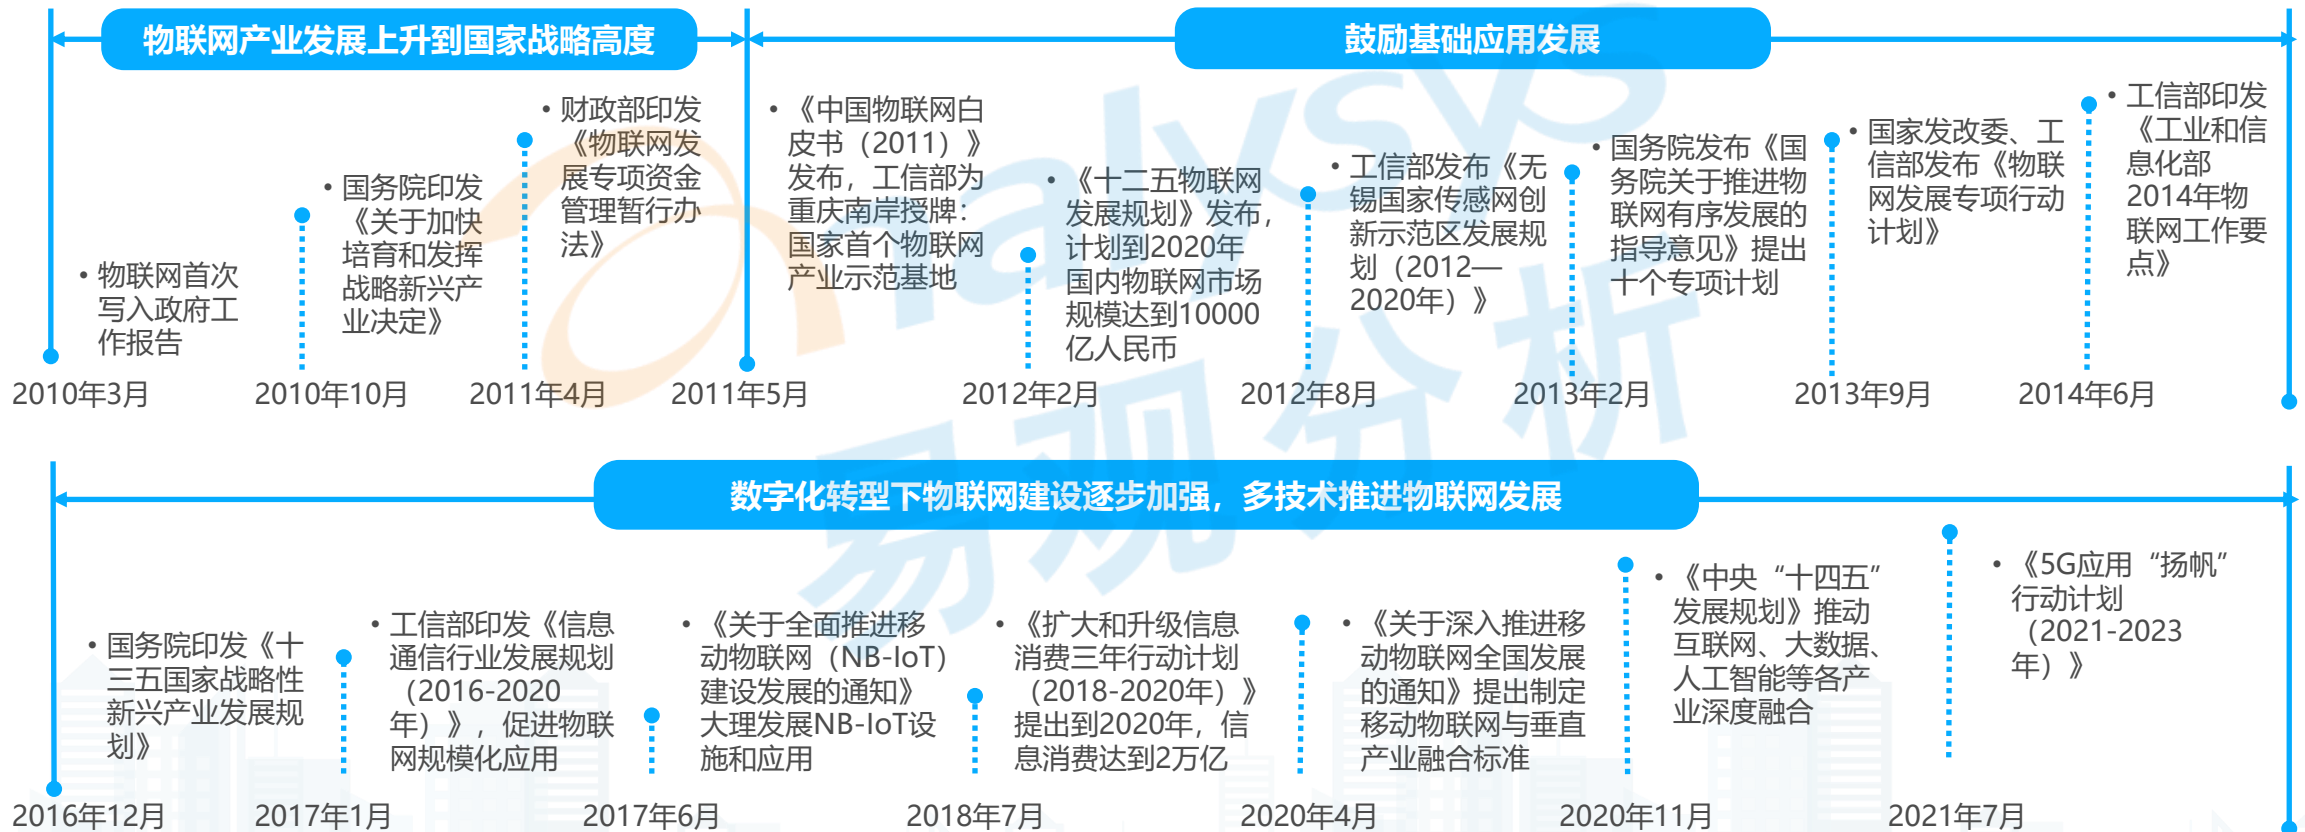 物联网产业发展上升到国家战略高度
鼓励基础应用发展
• 物联网首次
写入政府工
作报告
2010年3月
• 国务院印发
《关于加快
培育和发挥
战略新兴产
业决定》
2010年10月
• 财政部印发
《物联网发
展专项资金
管理暂行办
法》
2011年4月
• 《中国物联网白
皮书（2011）》
发布，工信部为
重庆南岸授牌：
国家首个物联网
产业示范基地
2011年5月
• 《十二五物联网
发展规划》发布，
计划到2020年
国内物联网市场
规模达到10000
亿人民币
2012年2月
• 工信部发布《无
锡国家传感网创
新示范区发展规
划（2012—
2020年）》
2012年8月
• 国务院发布《国
务院关于推进物
联网有序发展的
指导意见》提出
十个专项计划
2013年2月
• 国家发改委、工
信部发布《物联
网发展专项行动
计划》
2013年9月
• 工信部印发
《工业和信
息化部
2014年物
联网工作要
点》
2014年6月
数字化转型下物联网建设逐步加强，多技术推进物联网发展
• 国务院印发《十
三五国家战略性
新兴产业发展规
划》
2016年12月
• 工信部印发《信息
通信行业发展规划
（2016-2020
年）》，促进物联
网规模化应用
2017年1月
• 《关于全面推进移
动物联网（NB-IoT）
建设发展的通知》
大理发展NB-IoT设
施和应用
2017年6月
• 《扩大和升级信息
消费三年行动计划
（2018-2020年）》
提出到2020年，信
息消费达到2万亿
2018年7月
• 《关于深入推进移
动物联网全国发展
的通知》提出制定
移动物联网与垂直
产业融合标准
2020年4月
• 《中央“十四五”
发展规划》推动
互联网、大数据、
人工智能等各产
业深度融合
2020年11月
• 《5G应用“扬帆”
行动计划
（2021-2023
年）》
2021年7月
analysys
易观分析